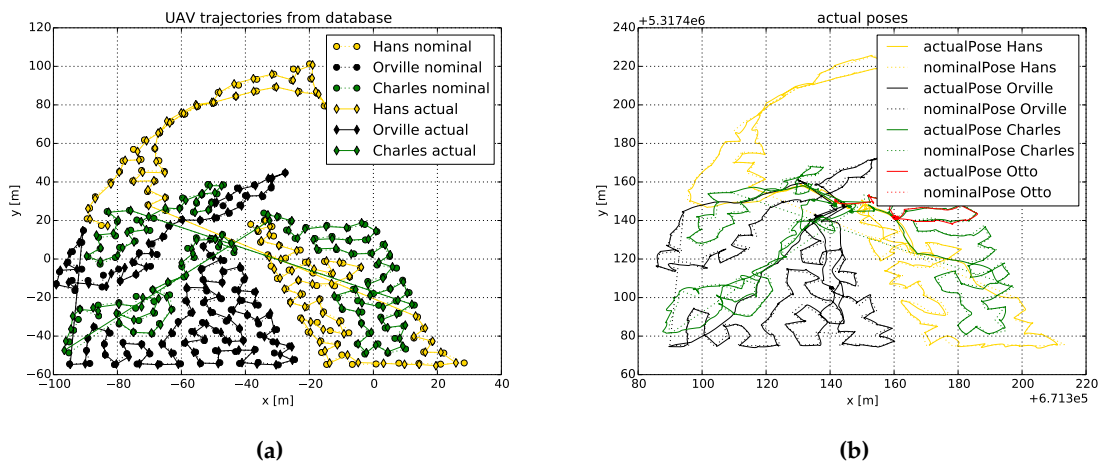 UAV trajectories from database
120
100
80
60
40
20
0
−20
−40
−60
y [m]
−100
−80
−60
−40
−20
0
20
40
x [m]
Hans nominal
Orville nominal
Charles nominal
Hans actual
Orville actual
Charles actual
(a)
actual poses
+5.3174e6
240
220
200
180
160
140
120
100
80
60
y [m]
80
100
120
140
160
180
200
220
x [m]
+6.713e5
actualPose Hans
nominalPose Hans
actualPose Orville
nominalPose Orville
actualPose Charles
nominalPose Charles
actualPose Otto
nominalPose Otto
(b)